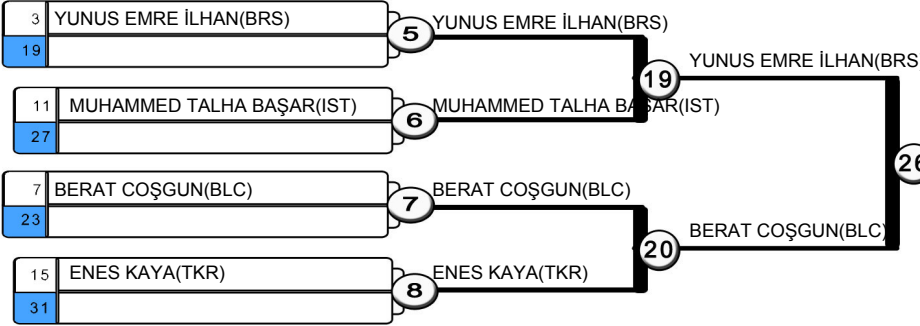 3 YUNUS EMRE İLHAN(BRS)
19
5 YUNUS EMRE İLHAN(BRS)
19 YUNUS EMRE İLHAN(BRS
11 MUHAMMED TALHA BAŞAR(IST)
27
6 MUHAMMED TALHA BAŞAR(IST)
26
7 BERAT COŞGUN(BLC)
23
7 BERAT COŞGUN(BLC)
20 BERAT COŞGUN(BLC)
15 ENES KAYA(TKR)
31
8 ENES KAYA(TKR)